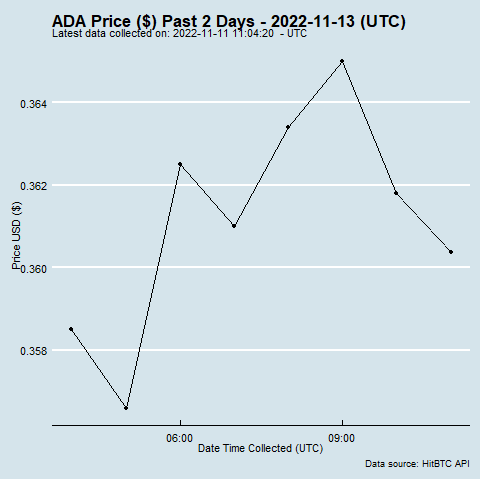 ADA Price ($) Past 2 Days - 2022-11-13 (UTC)
Latest data collected on: 2022-11-11 11:04:20  - UTC
0.364
0.362
0.360
0.358
Price USD ($)
06:00
09:00
Date Time Collected (UTC)
Data source: HitBTC API